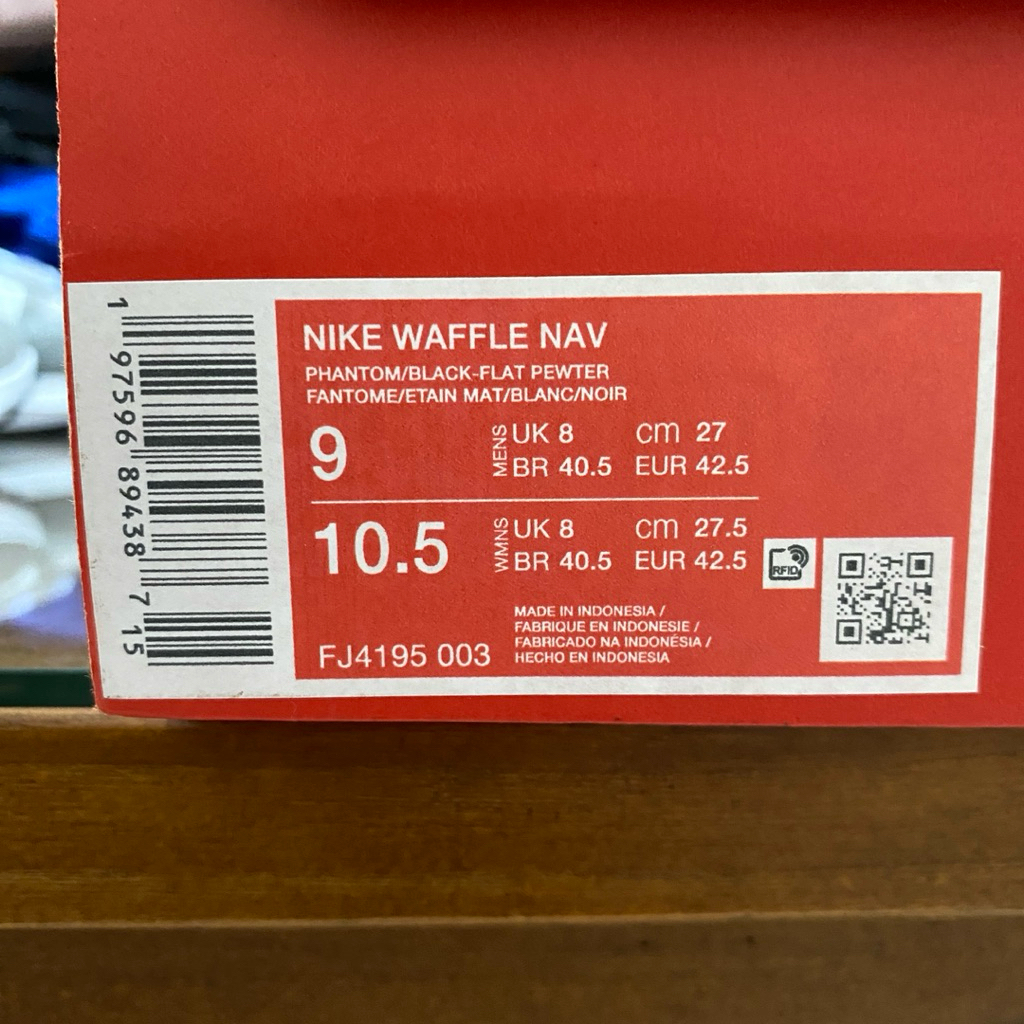 NIKE WAFFLE NAV
PHANTOM/BLACK-FLAT PEWTER
FANTOME/ETAIN MAT/BLANC/NOIR
9 MENS UK 8 cm 27
BR 40.5 EUR 42.5
10.5 WMNS UK 8 cm 27.5
BR 40.5 EUR 42.5
RFID
MADE IN INDONESIA /
FABRIQUE EN INDONESIE /
FABRICADO NA INDONÉSIA /
HECHO EN INDONESIA
FJ4195 003
1 97596 89438 7 15